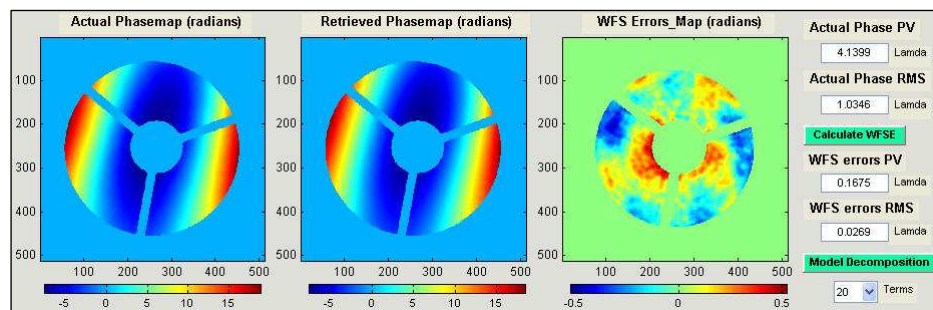 Actual Phasemap (radians)
100
200
300
400
500
100 200 300 400 500
-5 0 5 10 15
Retrieved Phasemap (radians)
100
200
300
400
500
100 200 300 400 500
-5 0 5 10 15
WFS Errors_Map (radians)
100
200
300
400
500
100 200 300 400 500
-0.5 0 0.5
Actual Phase PV
4.1399 Lamda
Actual Phase RMS
1.0346 Lamda
Calculate WFSE
WFS errors PV
0.1675 Lamda
WFS errors RMS
0.0269 Lamda
Model Decomposition
20 Terms